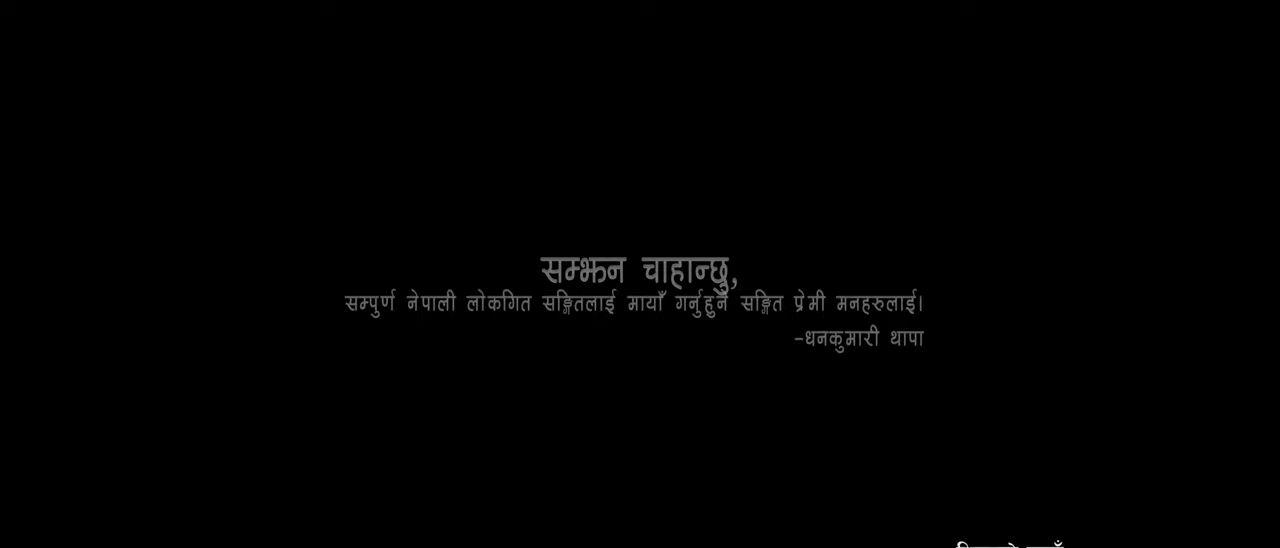 सम्झन चाहान्छु,
सम्पुर्ण नेपाली लोकगित सङ्गितलाई मायाँ गर्नुहुने सङ्गित प्रेमी मनहरुलाई।
-धनकुमारी थापा